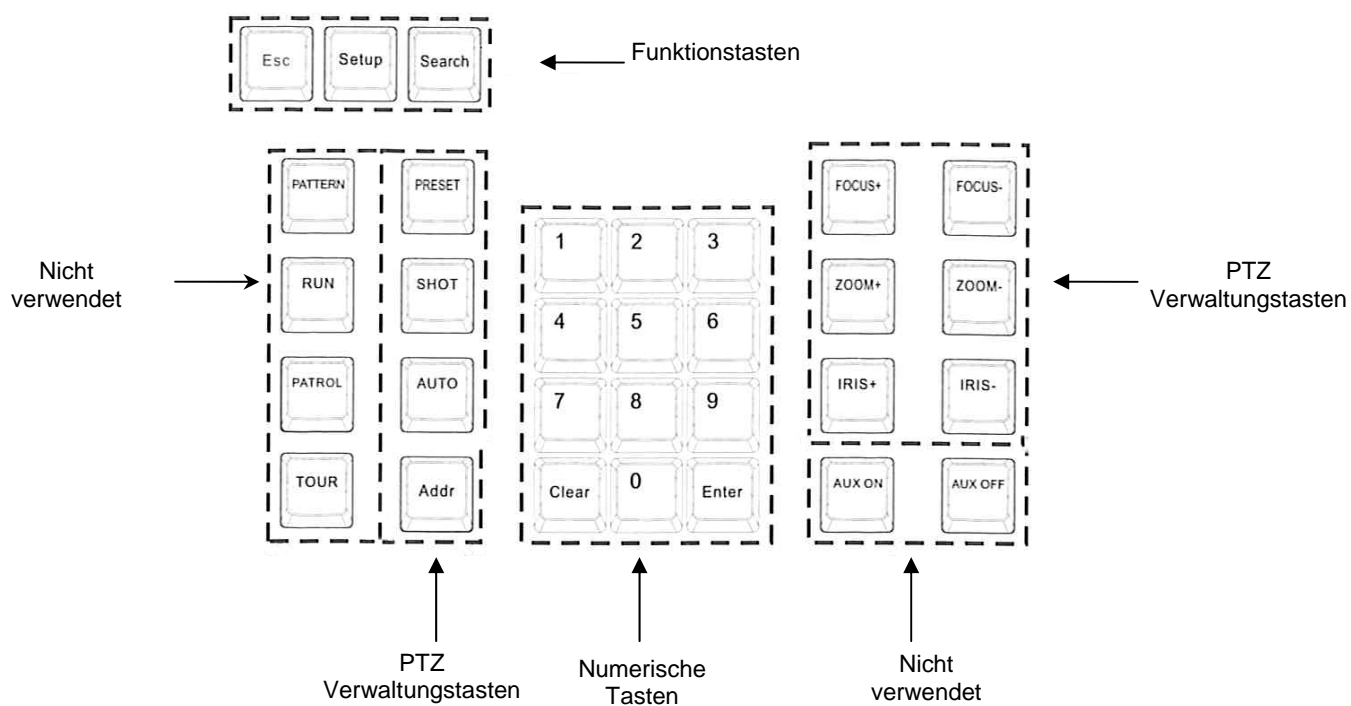 Esc Setup Search
Funktionstasten
PATTERN PRESET
RUN SHOT
PATROL AUTO
TOUR Addr
Nicht
verwendet
1 2 3
4 5 6
7 8 9
Clear 0 Enter
FOCUS+ FOCUS-
ZOOM+ ZOOM-
IRIS+ IRIS-
AUX ON AUX OFF
PTZ
Verwaltungstasten
PTZ
Verwaltungstasten
Numerische
Tasten
Nicht
verwendet